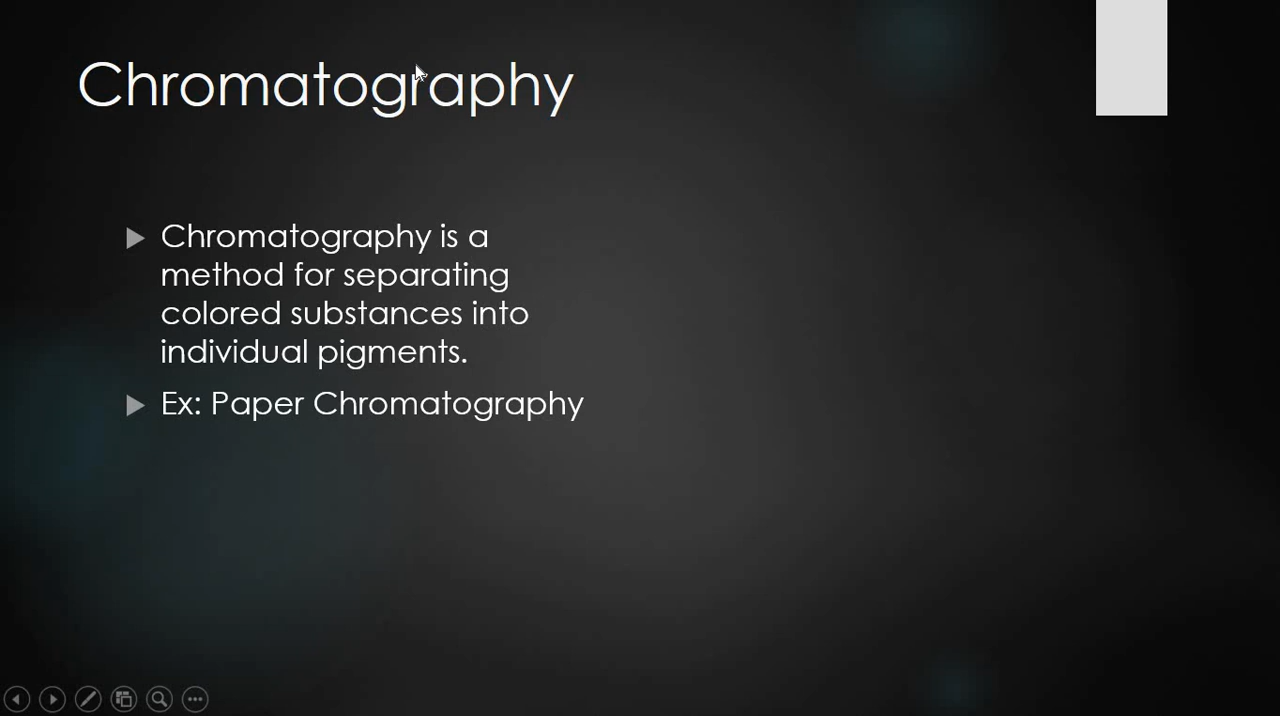 Chromatography
Chromatography is a
method for separating
colored substances into
individual pigments.
Ex: Paper Chromatography